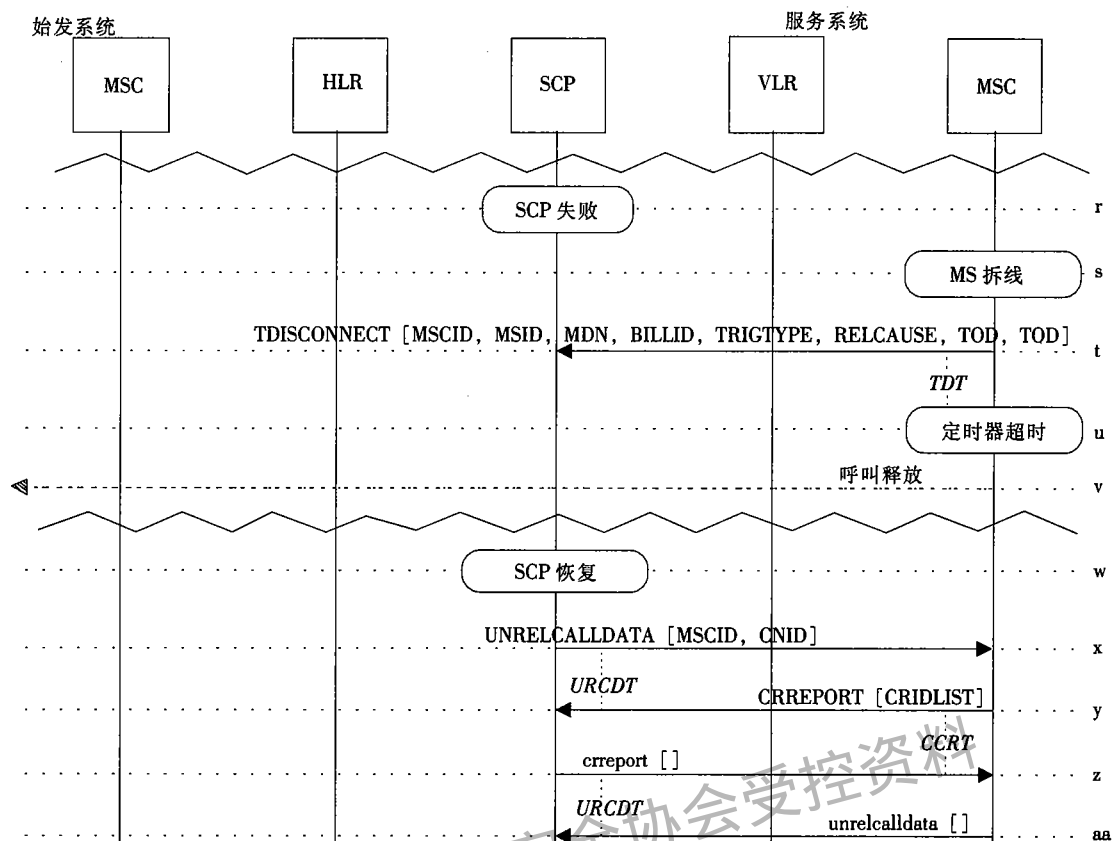 始发系统
服务系统
MSC
HLR
SCP
VLR
MSC
SCP 失败
r
MS 拆线
s
TDISCONNECT [MSCID, MSID, MDN, BILLID, TRIGTYPE, RELCAUSE, TOD, TOD]
t
TDT
定时器超时
u
呼叫释放
v
SCP 恢复
w
UNRELCALLDATA [MSCID, CNID]
x
URCDT
CRREPORT [CRIDLIST]
y
CCRT
crreport []
z
URCDT
unrelcalldata []
aa
协会受控资料